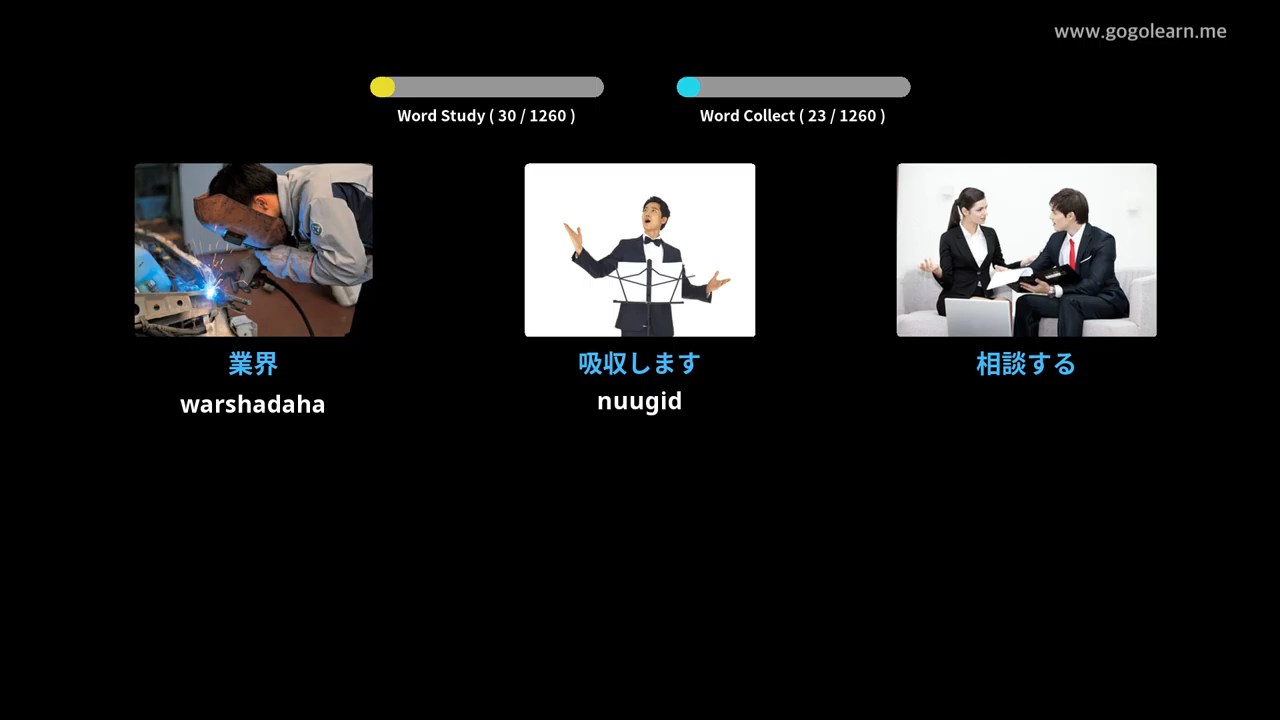 www.gogolearn.me
Word Study ( 30 / 1260 )
Word Collect ( 23 / 1260 )
業界
吸収します
相談する
warshadaha
nuugid